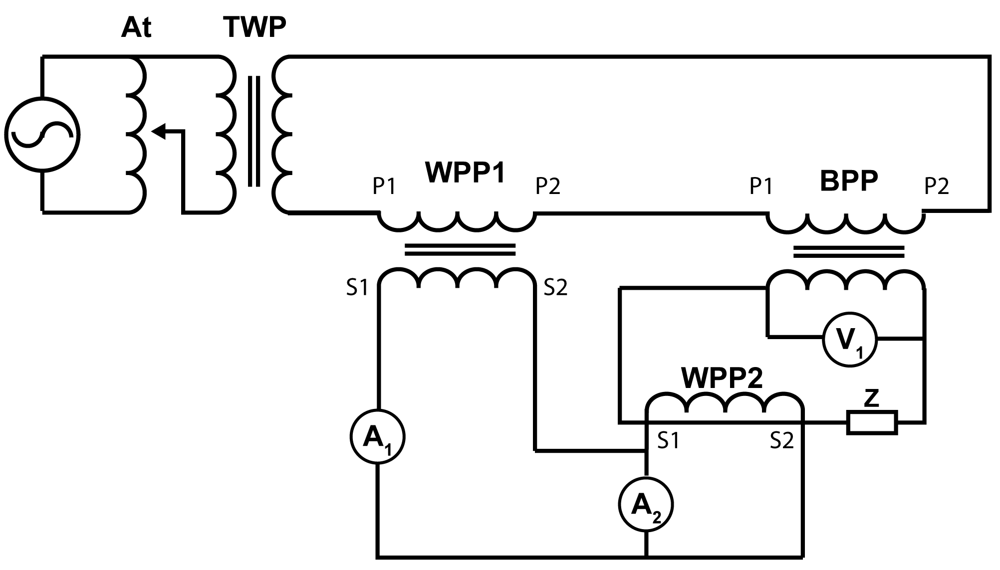 At TWP
P1 WPP1 P2
P1 BPP P2
S1 S2
V1
WPP2
Z
A1
S1 S2
A2